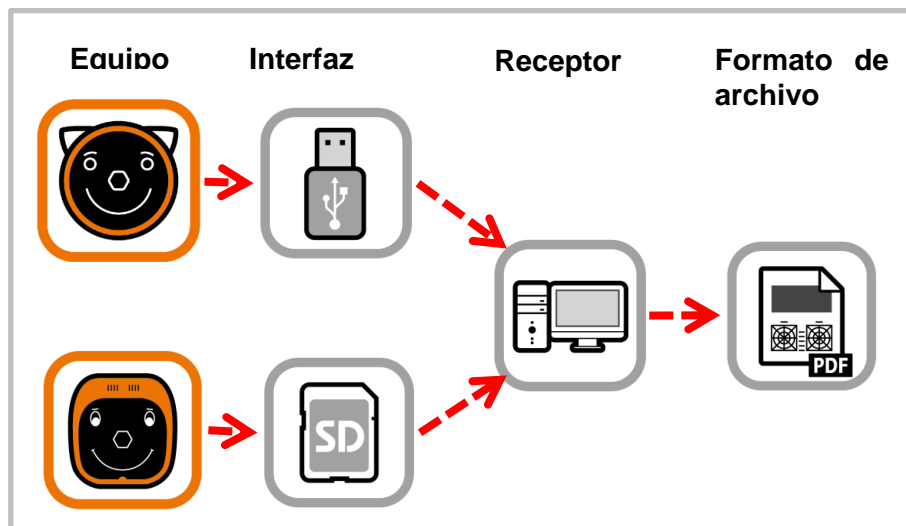 Equipo
Interfaz
Receptor
Formato de
archivo
SD
PDF